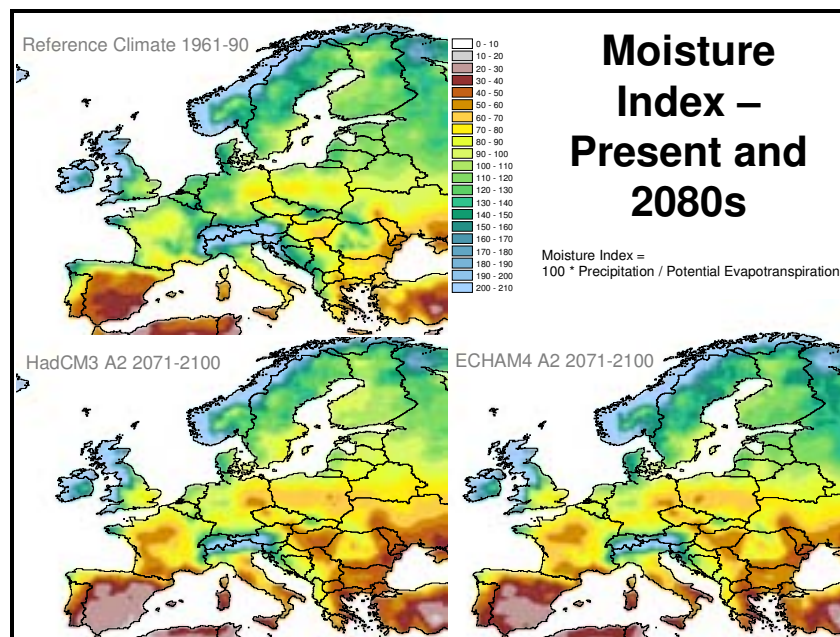 Reference Climate 1961-90
0 - 10
10 - 20
20 - 30
30 - 40
40 - 50
50 - 60
60 - 70
70 - 80
80 - 90
90 - 100
100 - 110
110 - 120
120 - 130
130 - 140
140 - 150
150 - 160
160 - 170
170 - 180
180 - 190
190 - 200
200 - 210
Moisture
Index –
Present and
2080s
Moisture Index =
100 * Precipitation / Potential Evapotranspiration
HadCM3 A2 2071-2100
ECHAM4 A2 2071-2100